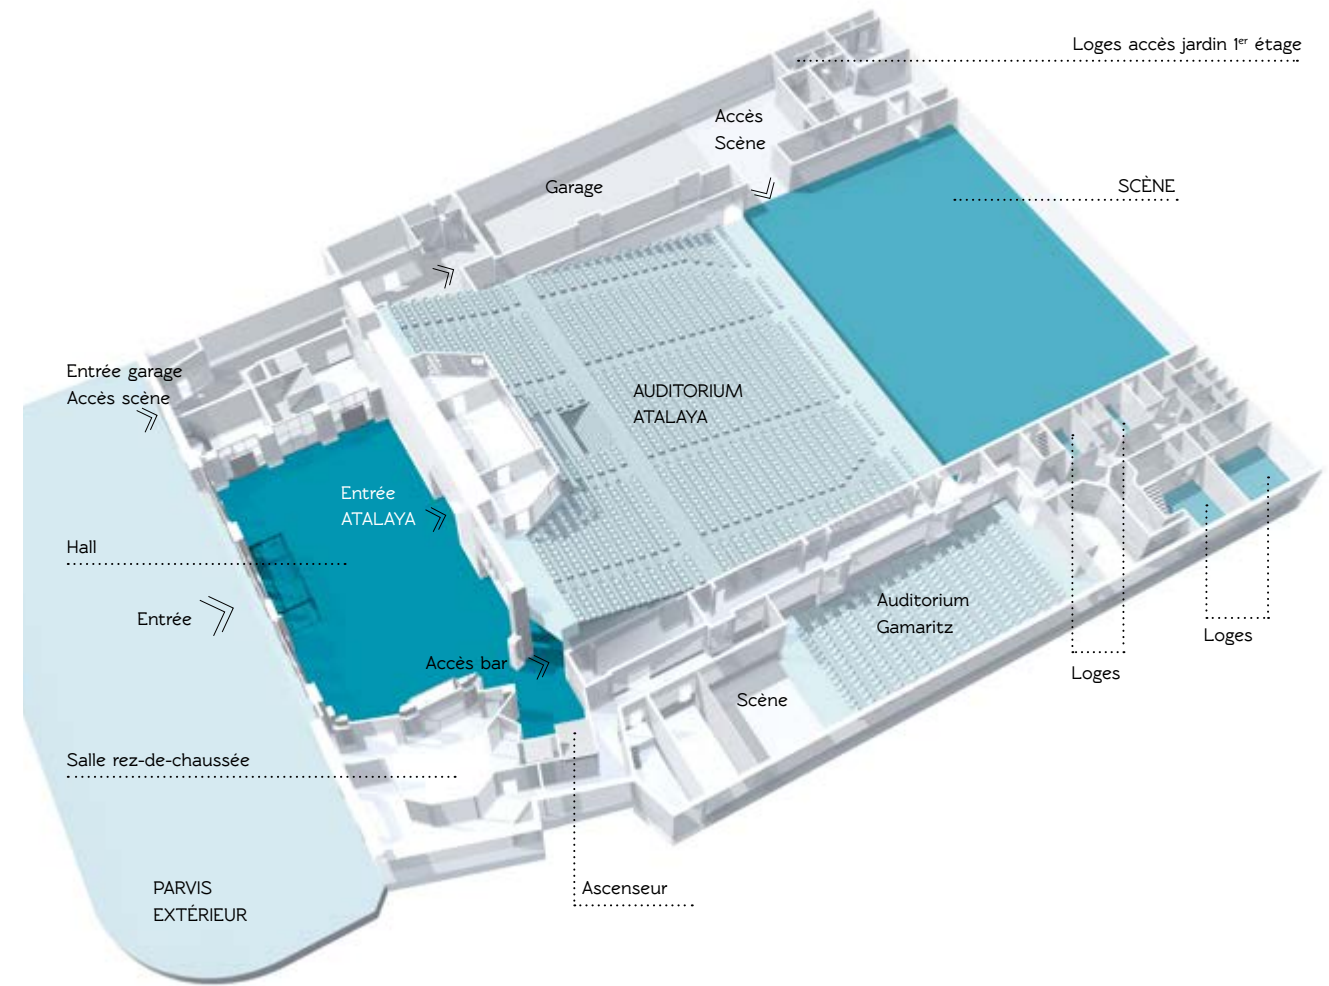 Loges accès jardin 1er étage
Accès
Scène
Garage
SCÈNE
Entrée garage
Accès scène
AUDITORIUM
ATALAYA
Entrée
ATALAYA
Hall
Entrée
Auditorium
Gamaritz
Loges
Accès bar
Loges
Scène
Salle rez-de-chaussée
PARVIS
EXTÉRIEUR
Ascenseur